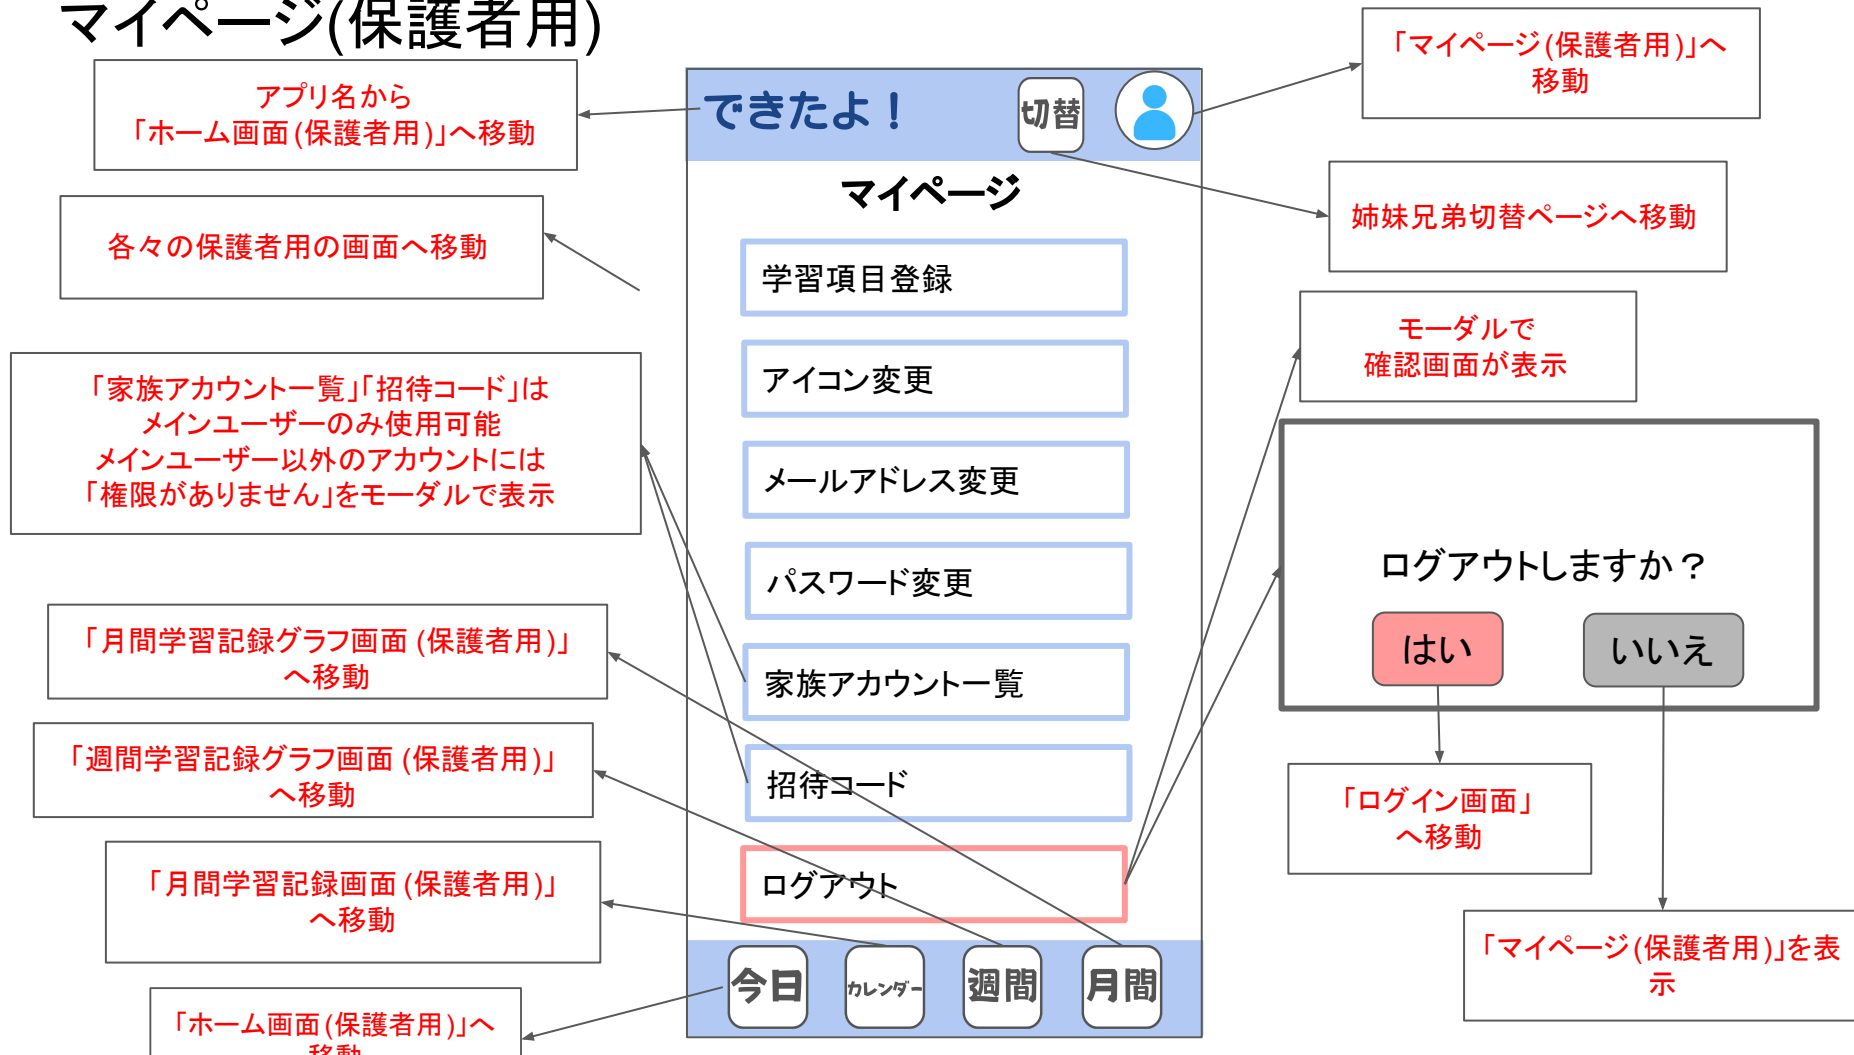 マイページ(保護者用)
アプリ名から
「ホーム画面(保護者用)」へ移動
各々の保護者用の画面へ移動
「家族アカウント一覧」「招待コード」は
メインユーザーのみ使用可能
メインユーザー以外のアカウントには
「権限がありません」をモーダルで表示
「月間学習記録グラフ画面(保護者用)」
へ移動
「週間学習記録グラフ画面(保護者用)」
へ移動
「月間学習記録画面(保護者用)」
へ移動
「ホーム画面(保護者用)」へ
移動
できたよ！
切替
マイページ
学習項目登録
アイコン変更
メールアドレス変更
パスワード変更
家族アカウント一覧
招待コード
ログアウト
今日
カレンダー
週間
月間
「マイページ(保護者用)」へ
移動
姉妹兄弟切替ページへ移動
モーダルで
確認画面が表示
ログアウトしますか？
はい
いいえ
「ログイン画面」
へ移動
「マイページ(保護者用)」を表
示